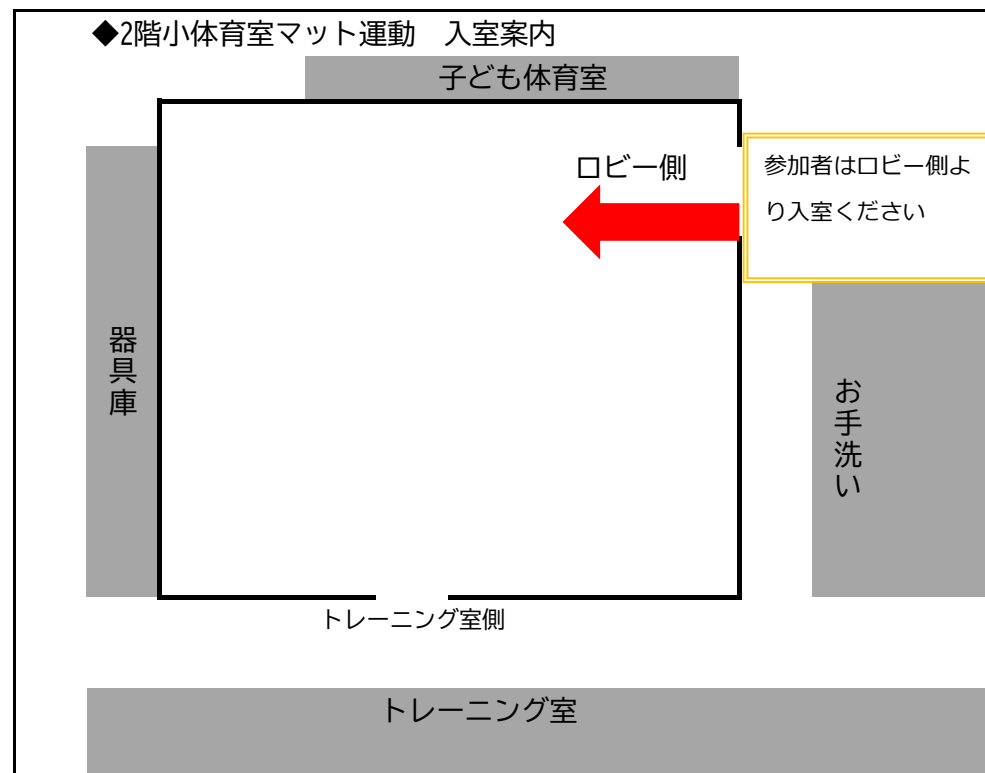 ◆2階小体育室マット運動　入室案内
子ども体育室
ロビー側
参加者はロビー側よ
り入室ください
器具庫
お手洗い
トレーニング室側
トレーニング室